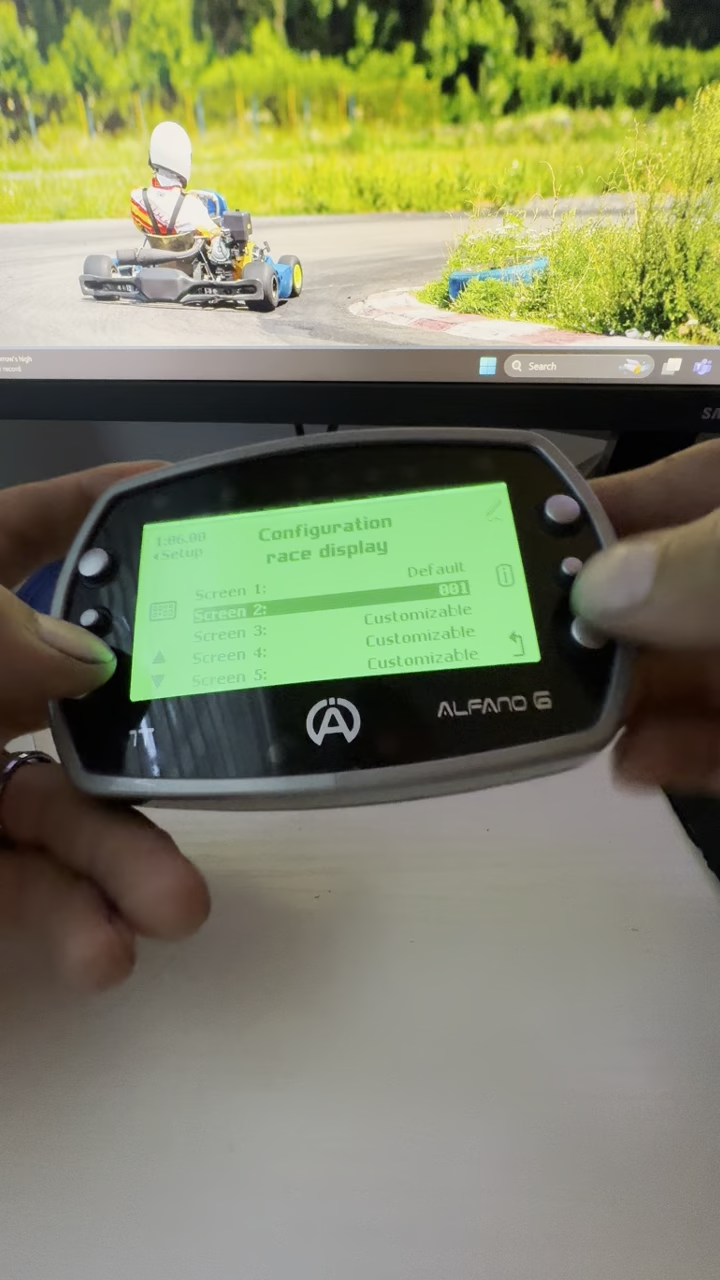 Search
1:06.00
Configuration
◂Setup
race display
Screen 1: Default
Screen 2: 001
Screen 3: Customizable
Screen 4: Customizable
Screen 5: Customizable
ALFANO 6